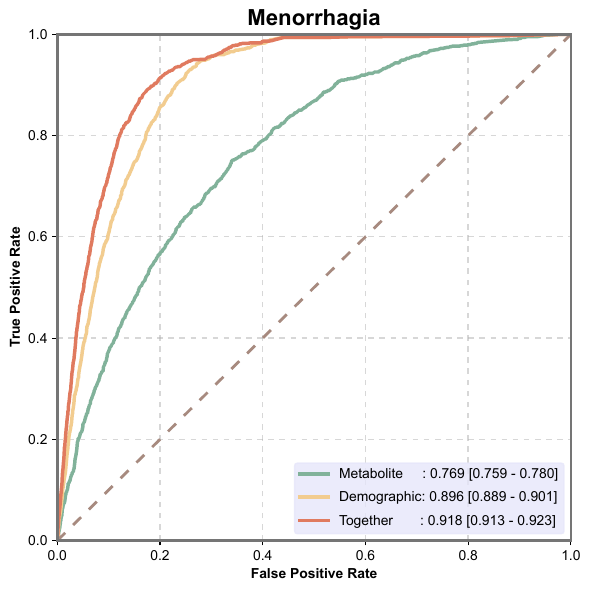 Menorrhagia
True Positive Rate
1.0
0.8
0.6
0.4
0.2
0.0
Metabolite : 0.769 [0.759 - 0.780]
Demographic: 0.896 [0.889 - 0.901]
Together : 0.918 [0.913 - 0.923]
0.0 0.2 0.4 0.6 0.8 1.0
False Positive Rate